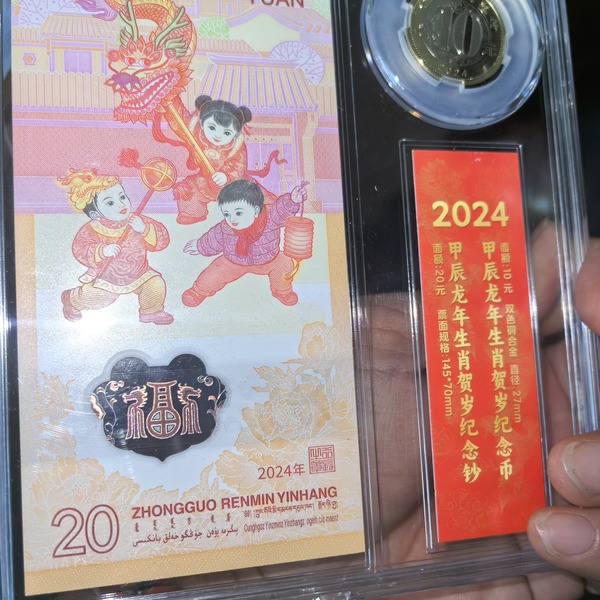 YUAN
10
福
2024年
20
ZHONGGUO RENMIN YINHANG
2024
面额:10元 双色铜合金 直径:27mm
甲辰龙年生肖贺岁纪念币
甲辰龙年生肖贺岁纪念钞
面额:20元 票面规格:145*70mm